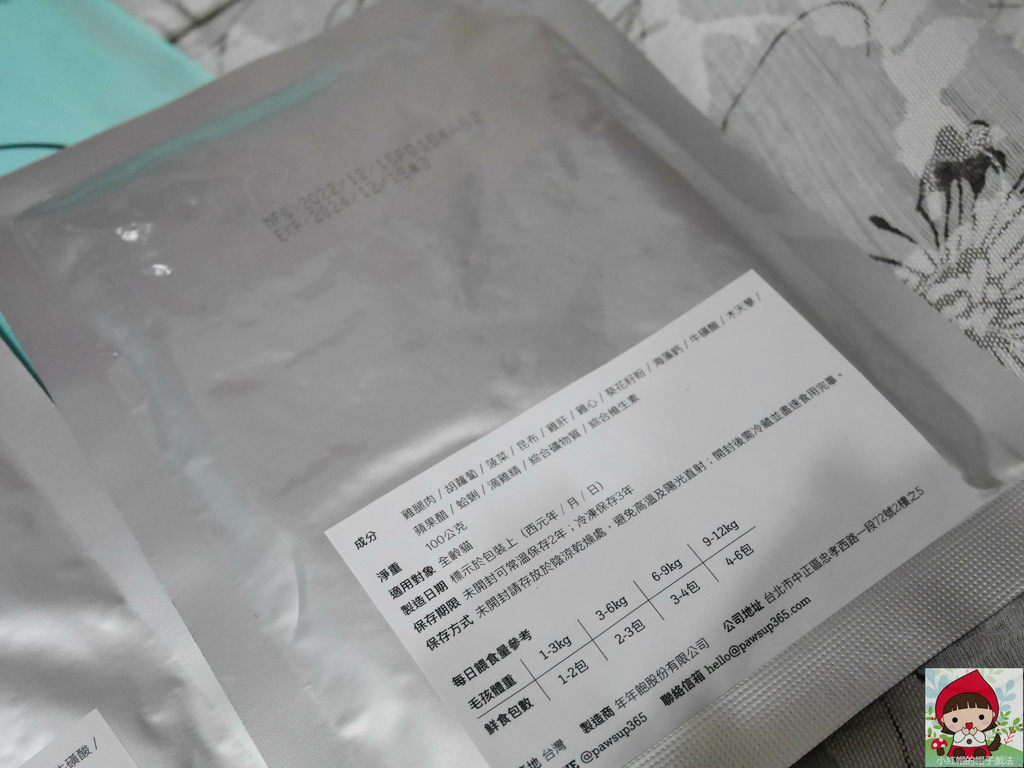 MFG 2022/12/16
EXP 2024/12/15
成分 雞腿肉 / 胡蘿蔔 / 菠菜 / 昆布 / 雞肝 / 雞心 / 葵花籽粉 / 海藻鈣 / 牛磺酸 / 木天蓼 /
蘋果醋 / 蛤蜊 / 滴雞精 / 綜合礦物質 / 綜合維生素
淨重 100公克
適用對象 全齡貓
製造日期 標示於包裝上 (西元年 / 月 / 日)
保存期限 未開封可常溫保存2年；冷凍保存3年
保存方式 未開封請存放於陰涼乾燥處，避免高溫及陽光直射；開封後需冷藏並盡速食用完畢。
每日餵食量參考
毛孩體重 1-3kg 3-6kg 6-9kg 9-12kg
鮮食包數 1-2包 2-3包 3-4包 4-6包
產地 台灣 製造商 年年飽股份有限公司 公司地址 台北市中正區忠孝西路一段72號2樓之5
@pawsup365 聯絡信箱 hello@pawsup365.com
磺酸 /
小紅帽的帽子戲法